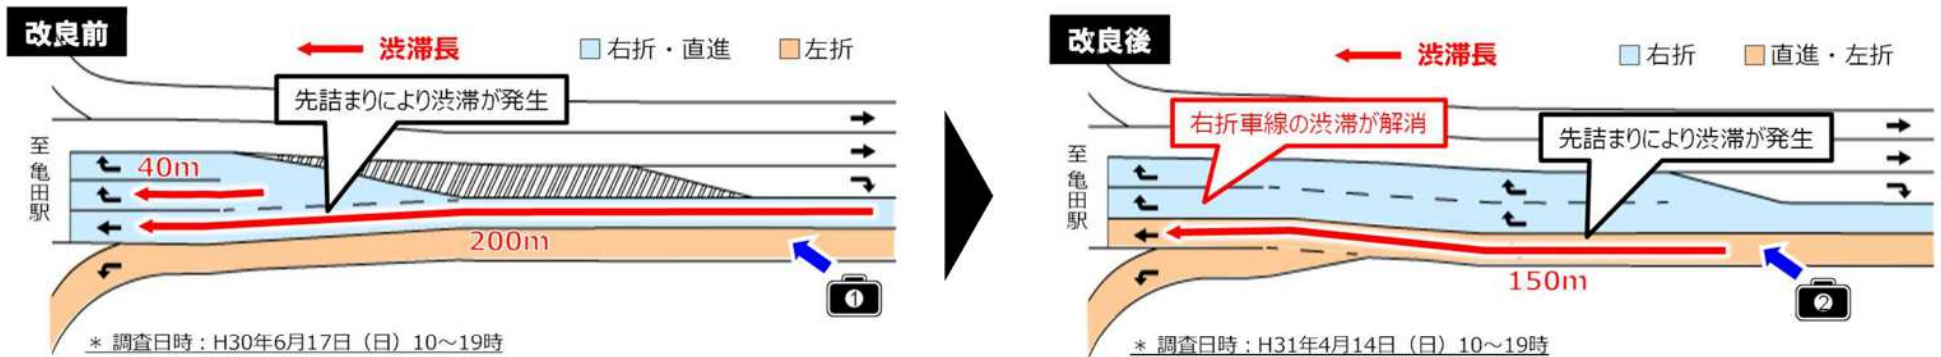 改良前
渋滞長
右折・直進
左折
先詰まりにより渋滞が発生
至亀田駅
40m
200m
❶
* 調査日時：H30年6月17日（日）10～19時
改良後
渋滞長
右折
直進・左折
右折車線の渋滞が解消
先詰まりにより渋滞が発生
至亀田駅
150m
❷
* 調査日時：H31年4月14日（日）10～19時